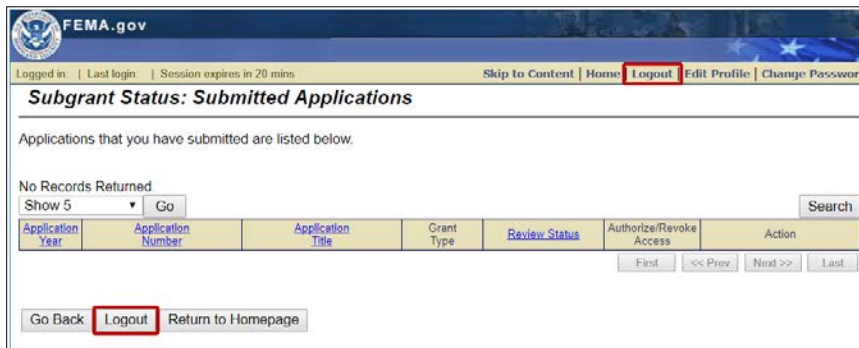 FEMA.gov
Logged in: | Last login: | Session expires in 20 mins Skip to Content | Home | Logout | Edit Profile | Change Passwor
Subgrant Status: Submitted Applications
Applications that you have submitted are listed below.
No Records Returned.
Show 5 Go Search
Application Year Application Number Application Title Grant Type Review Status Authorize/Revoke Access Action
First << Prev Next >> Last
Go Back Logout Return to Homepage